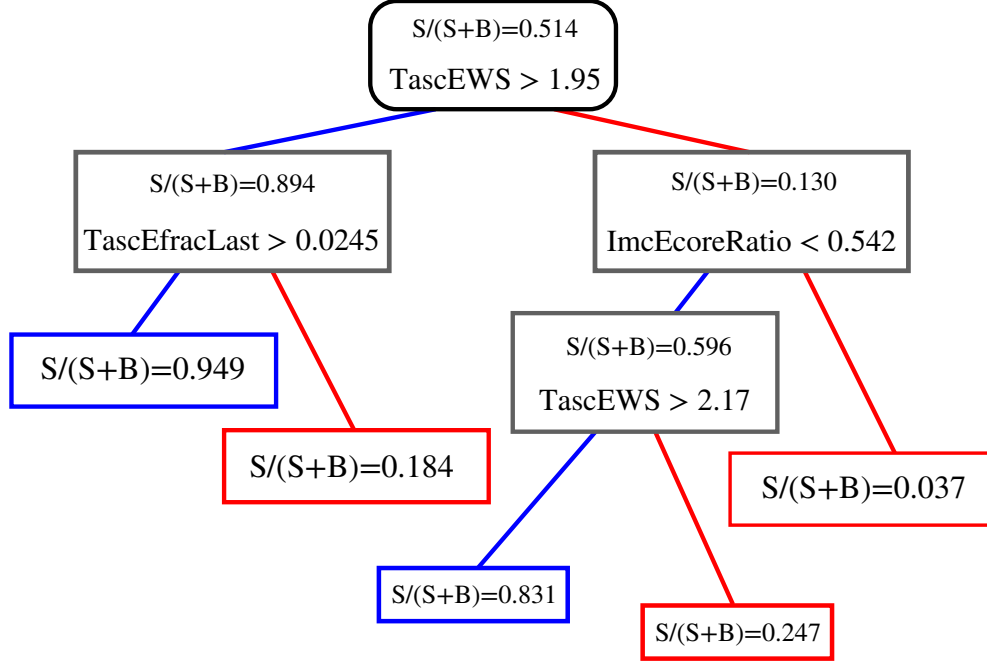 S/(S+B)=0.514
TascEWS > 1.95
S/(S+B)=0.894
TascEfracLast > 0.0245
S/(S+B)=0.130
ImcEcoreRatio < 0.542
S/(S+B)=0.949
S/(S+B)=0.596
TascEWS > 2.17
S/(S+B)=0.184
S/(S+B)=0.037
S/(S+B)=0.831
S/(S+B)=0.247